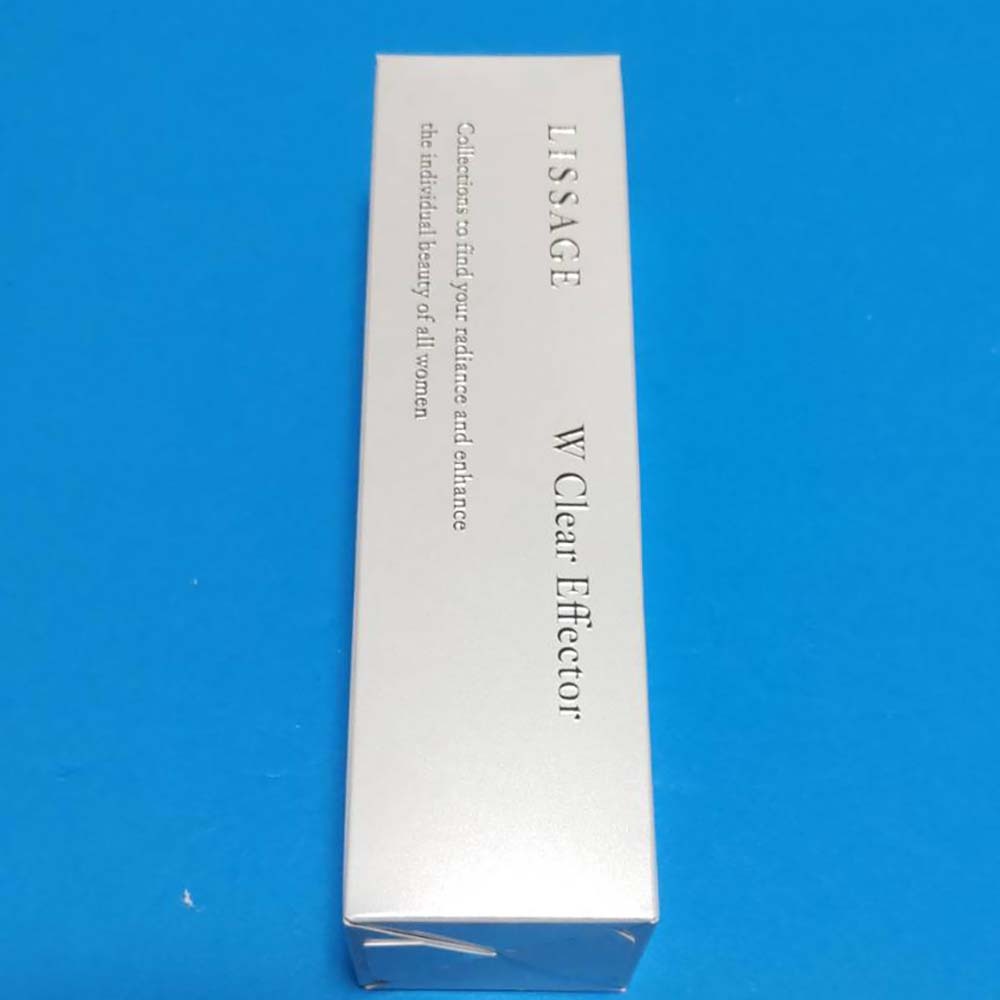 LISSAGE W Clear Effector
Collections to find your radiance and enhance
the individual beauty of all women